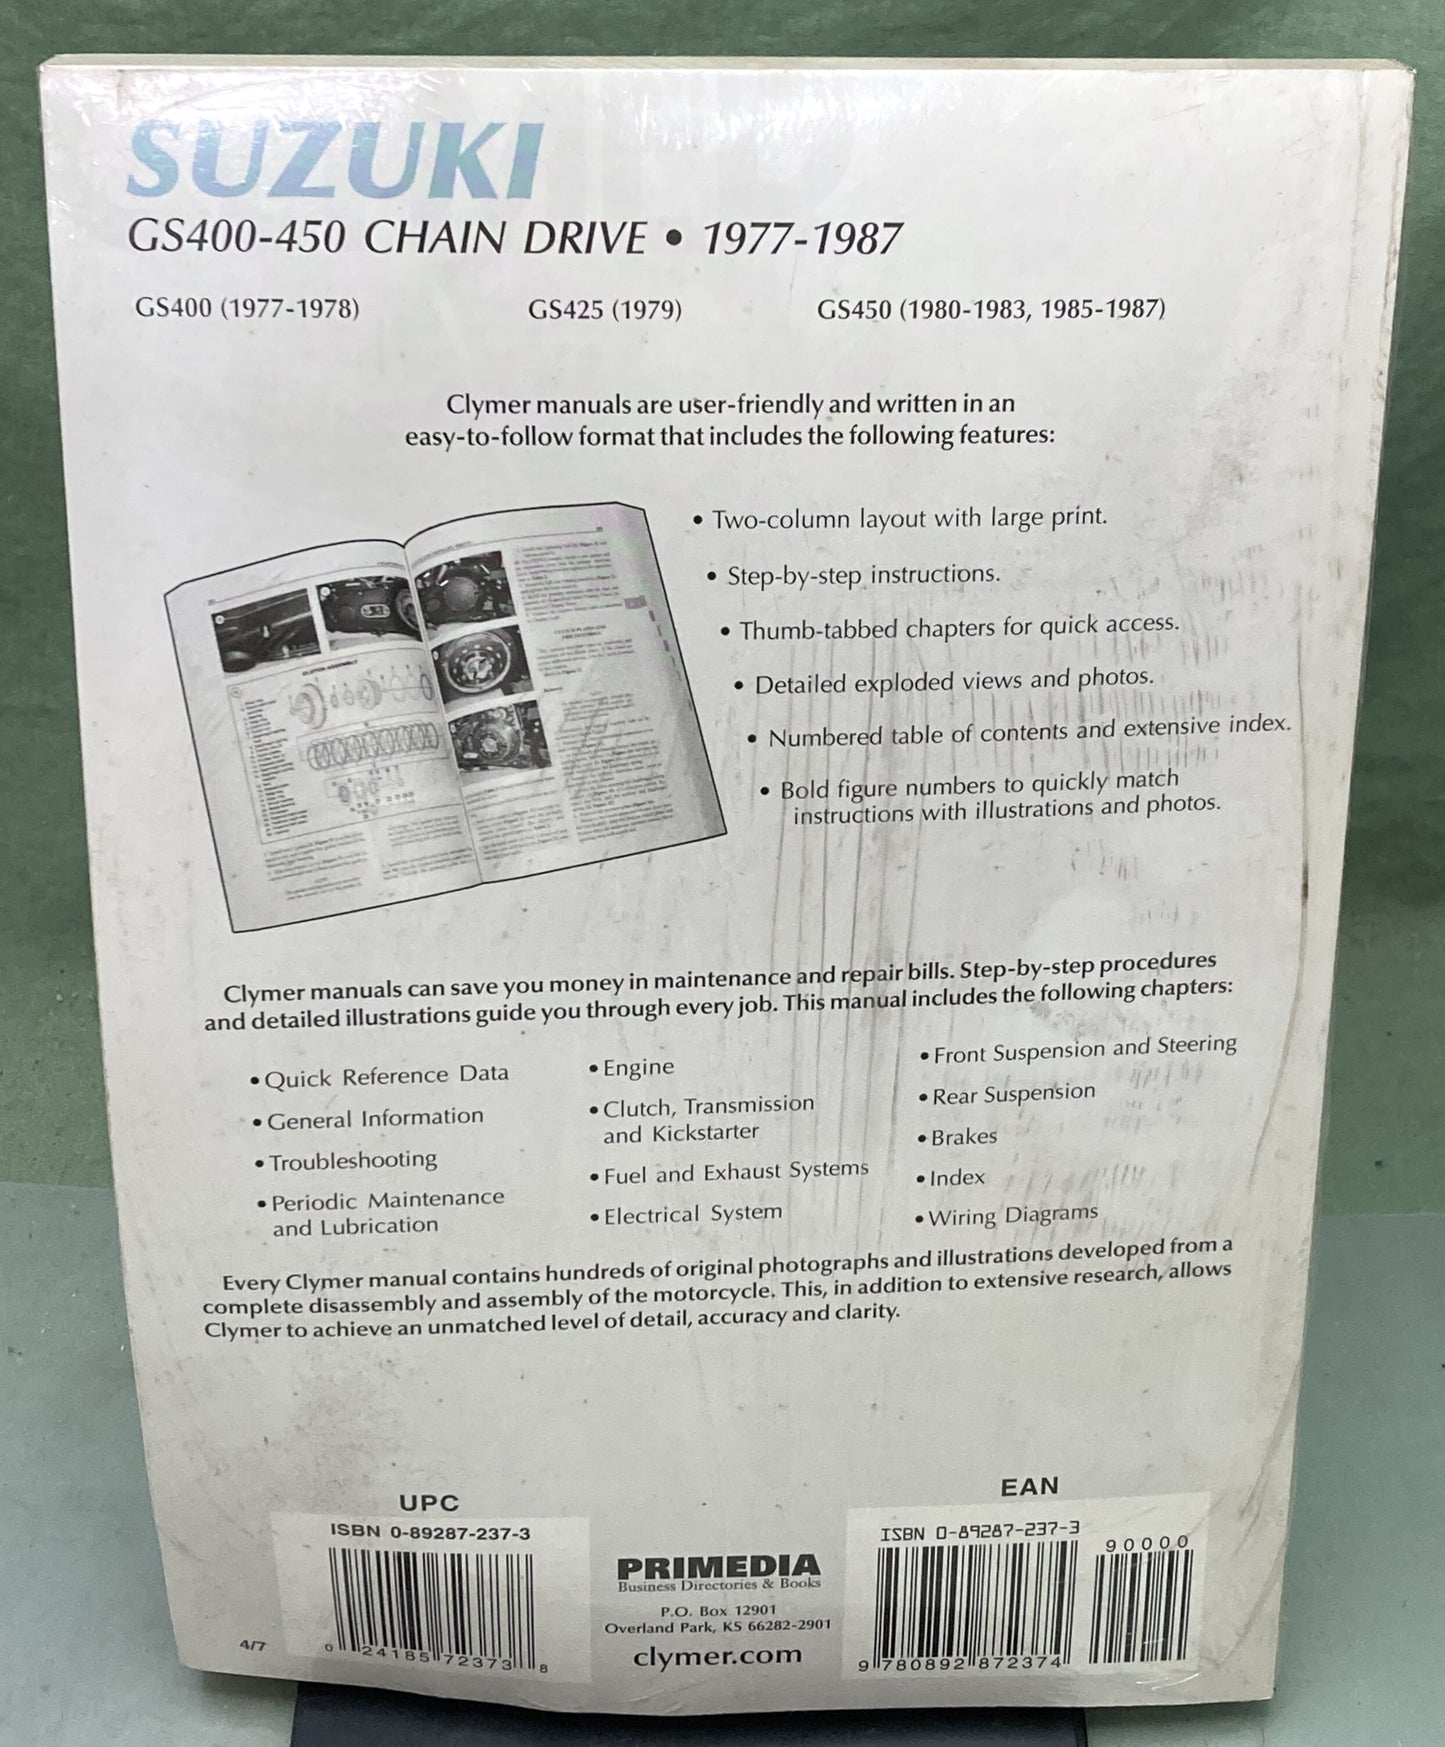 SUZUKI
GS400-450 CHAIN DRIVE • 1977-1987
GS400 (1977-1978) GS425 (1979) GS450 (1980-1983, 1985-1987)
Clymer manuals are user-friendly and written in an
easy-to-follow format that includes the following features:
• Two-column layout with large print.
• Step-by-step instructions.
• Thumb-tabbed chapters for quick access.
• Detailed exploded views and photos.
• Numbered table of contents and extensive index.
• Bold figure numbers to quickly match
instructions with illustrations and photos.
CLUTCH ASSEMBLY
Clymer manuals can save you money in maintenance and repair bills. Step-by-step procedures
and detailed illustrations guide you through every job. This manual includes the following chapters:
• Quick Reference Data
• General Information
• Troubleshooting
• Periodic Maintenance
and Lubrication
• Engine
• Clutch, Transmission
and Kickstarter
• Fuel and Exhaust Systems
• Electrical System
• Front Suspension and Steering
• Rear Suspension
• Brakes
• Index
• Wiring Diagrams
Every Clymer manual contains hundreds of original photographs and illustrations developed from a
complete disassembly and assembly of the motorcycle. This, in addition to extensive research, allows
Clymer to achieve an unmatched level of detail, accuracy and clarity.
UPC
ISBN 0-89287-237-3
0 24185 72373 8
4/7
PRIMEDIA
Business Directories & Books
P.O. Box 12901
Overland Park, KS 66282-2901
clymer.com
EAN
ISBN 0-89287-237-3
90000
9 780892 872374